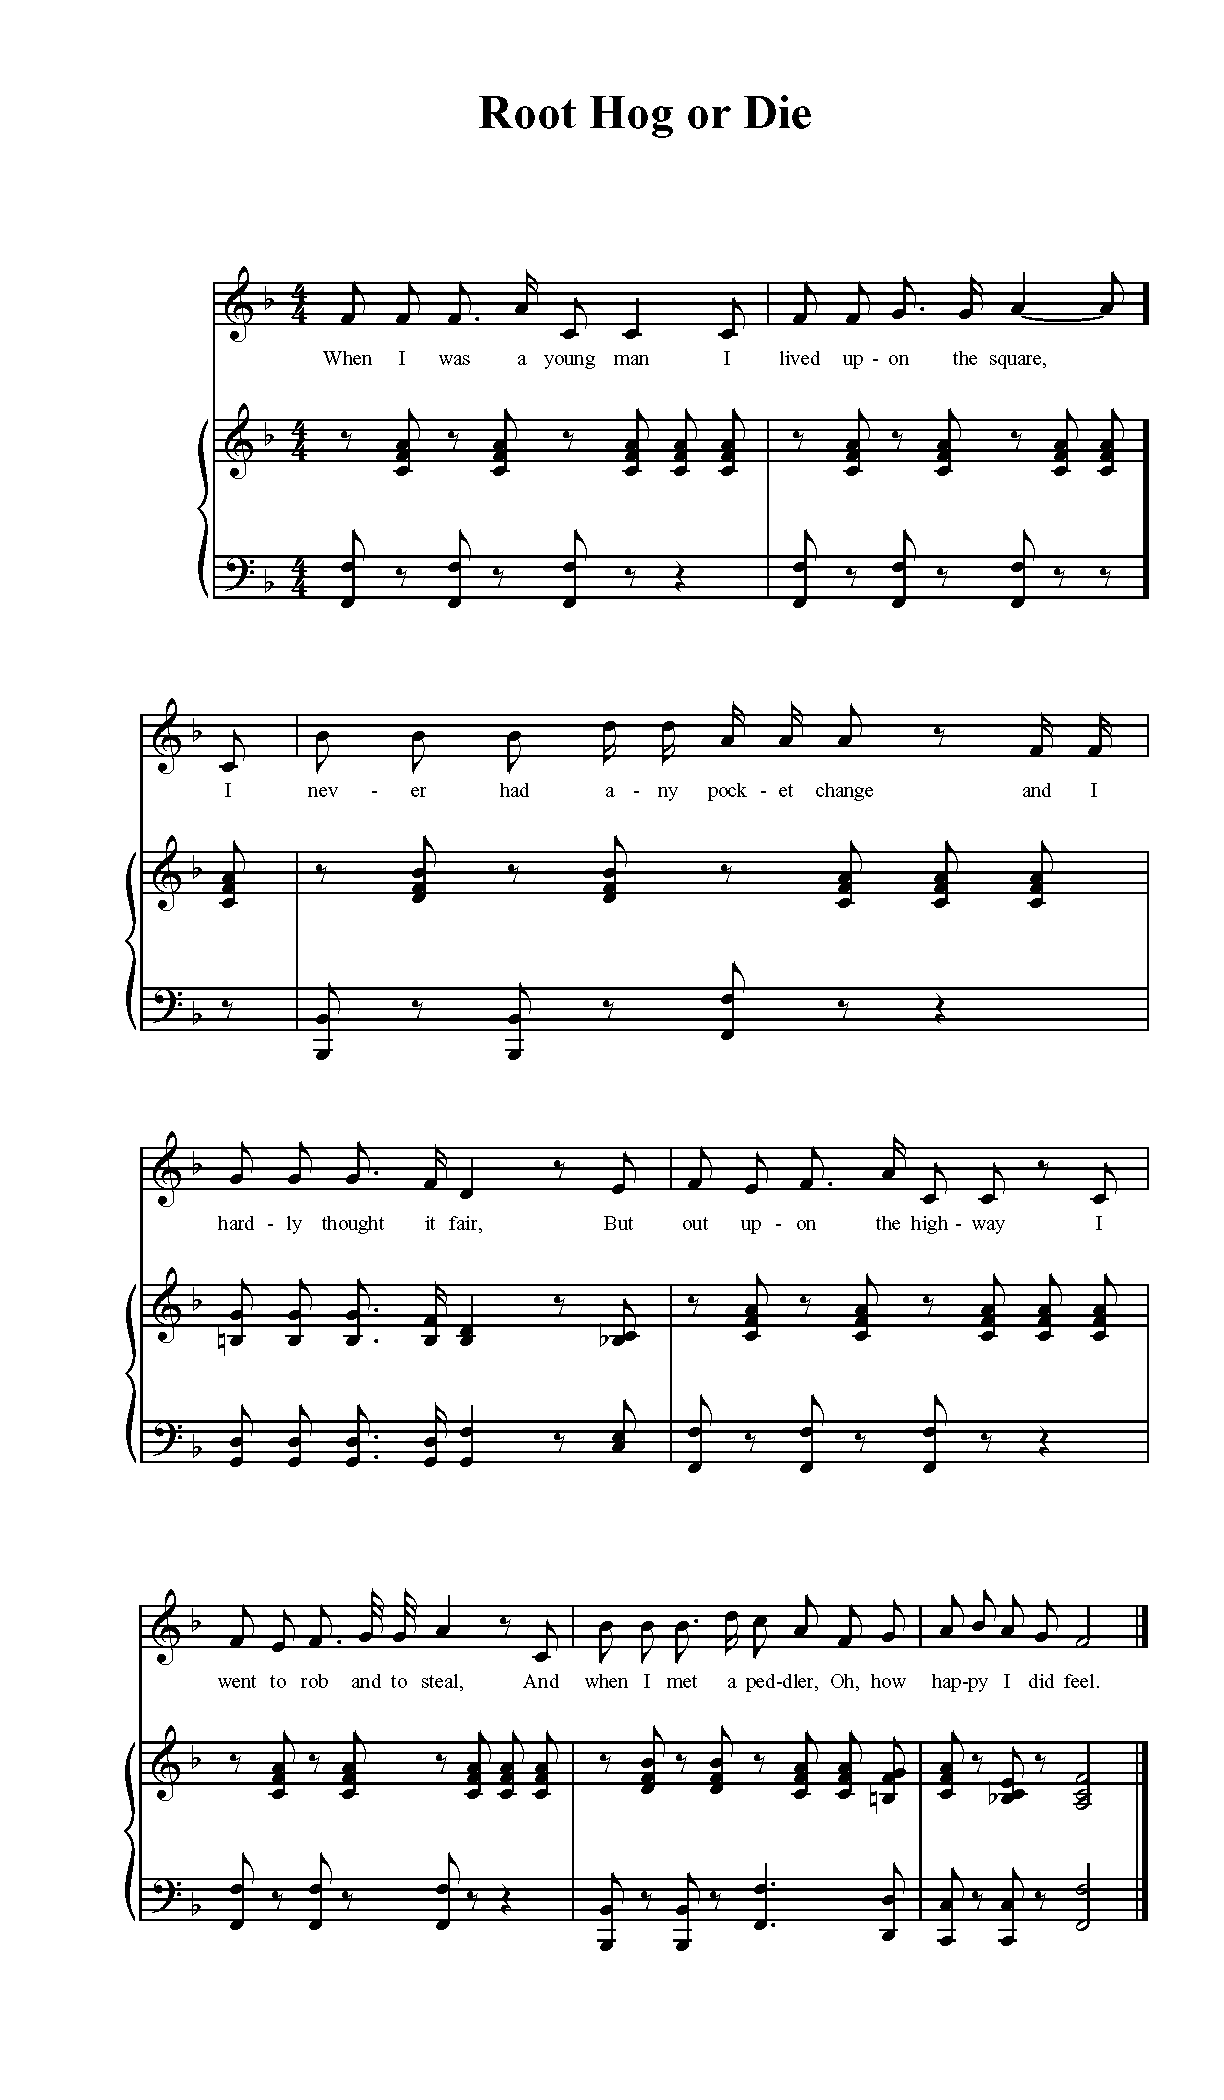 Root Hog or Die
When I was a young man I lived up - on the square,
I nev - er had a - ny pock - et change and I
hard - ly thought it fair, But out up - on the high - way I
went to rob and to steal, And when I met a ped-dler, Oh, how hap-py I did feel.